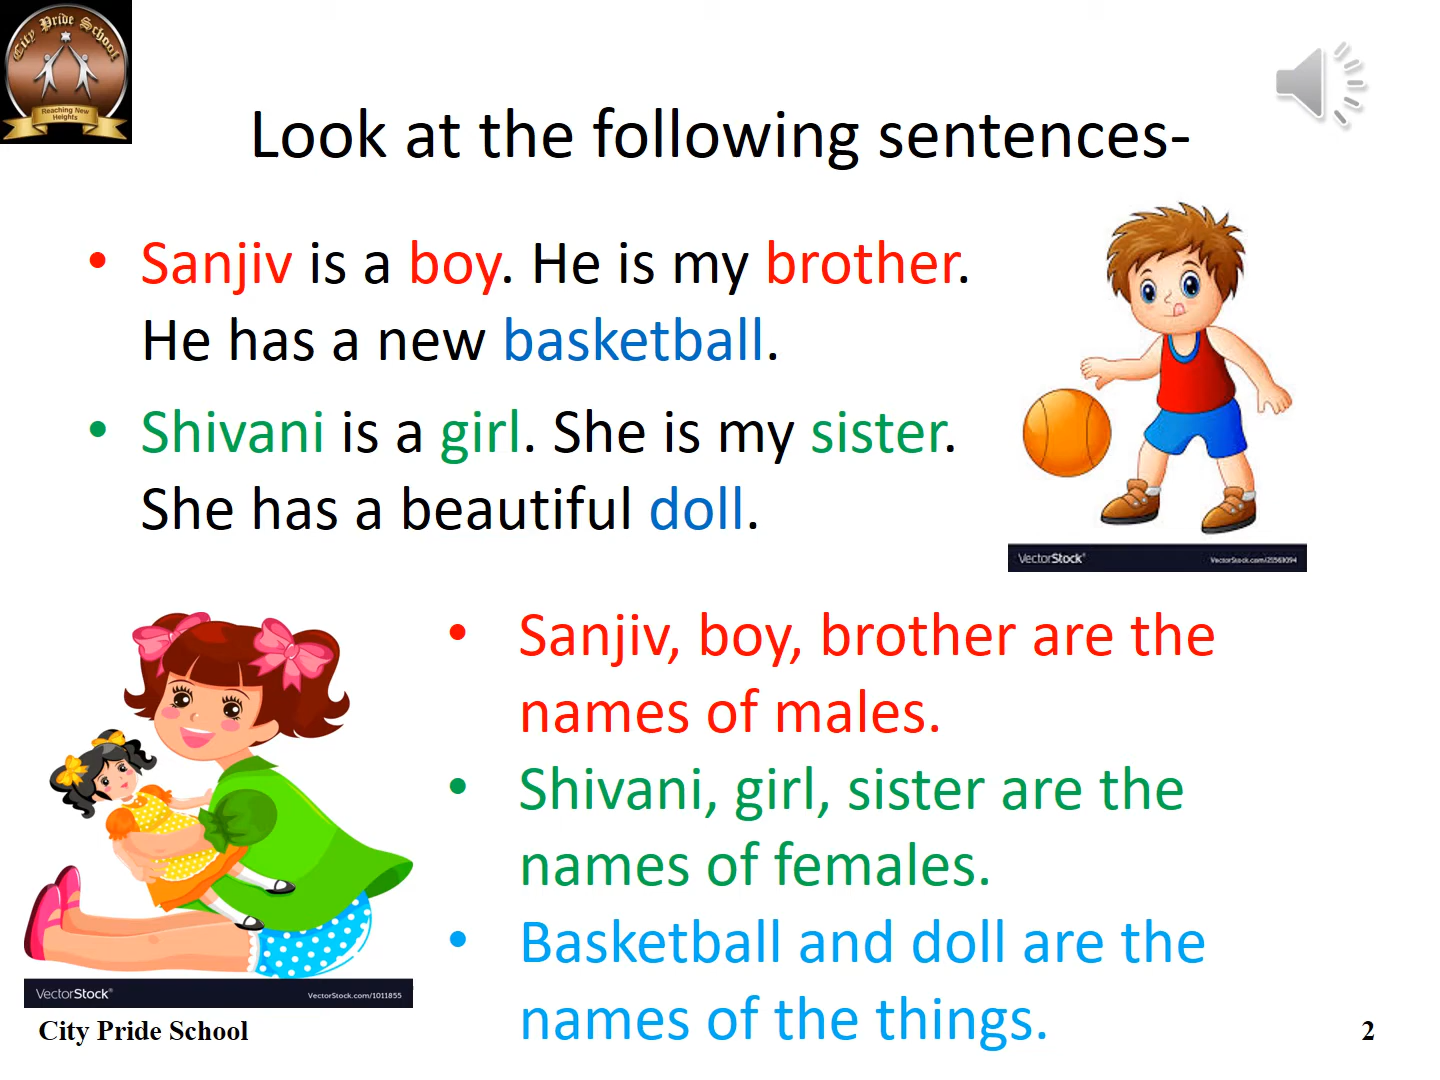 City Pride School
Reaching New
Heights
Look at the following sentences-
• Sanjiv is a boy. He is my brother.
He has a new basketball.
• Shivani is a girl. She is my sister.
She has a beautiful doll.
VectorStock®
VectorStock.com/21563094
• Sanjiv, boy, brother are the
names of males.
• Shivani, girl, sister are the
names of females.
• Basketball and doll are the
names of the things.
VectorStock®
VectorStock.com/1011855
City Pride School
2